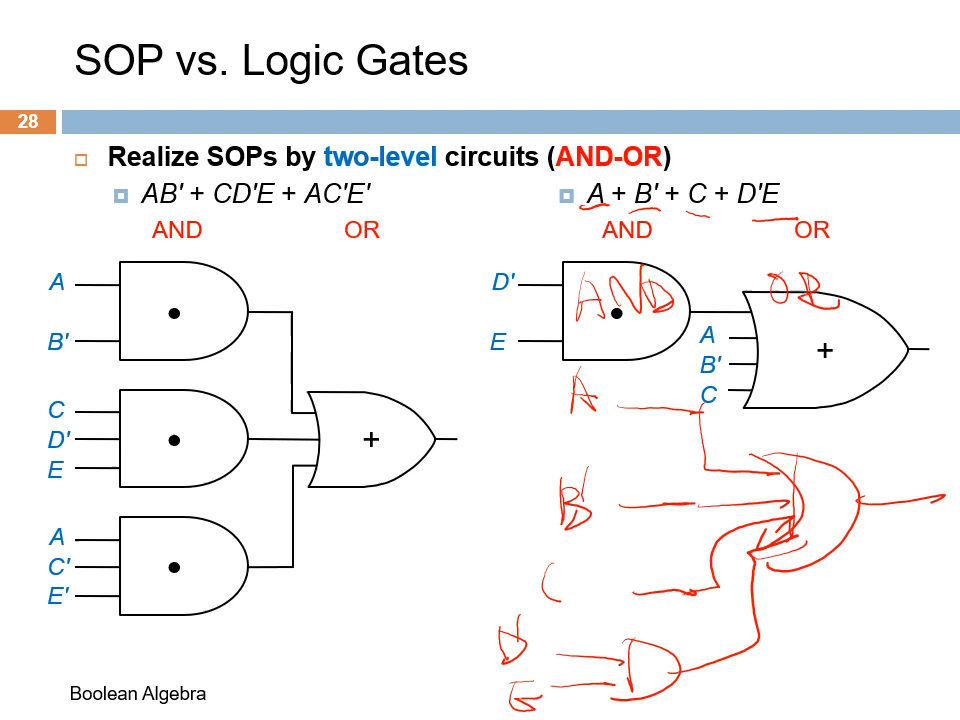 SOP vs. Logic Gates
28
Realize SOPs by two-level circuits (AND-OR)
AB' + CD'E + AC'E'
A + B' + C + D'E
AND OR
AND OR
A
B'
C
D'
E
A
C'
E'
•
•
•
+
D'
E
•
AND
OR
A
B'
C
+
A
B'
C
D'
E
Boolean Algebra